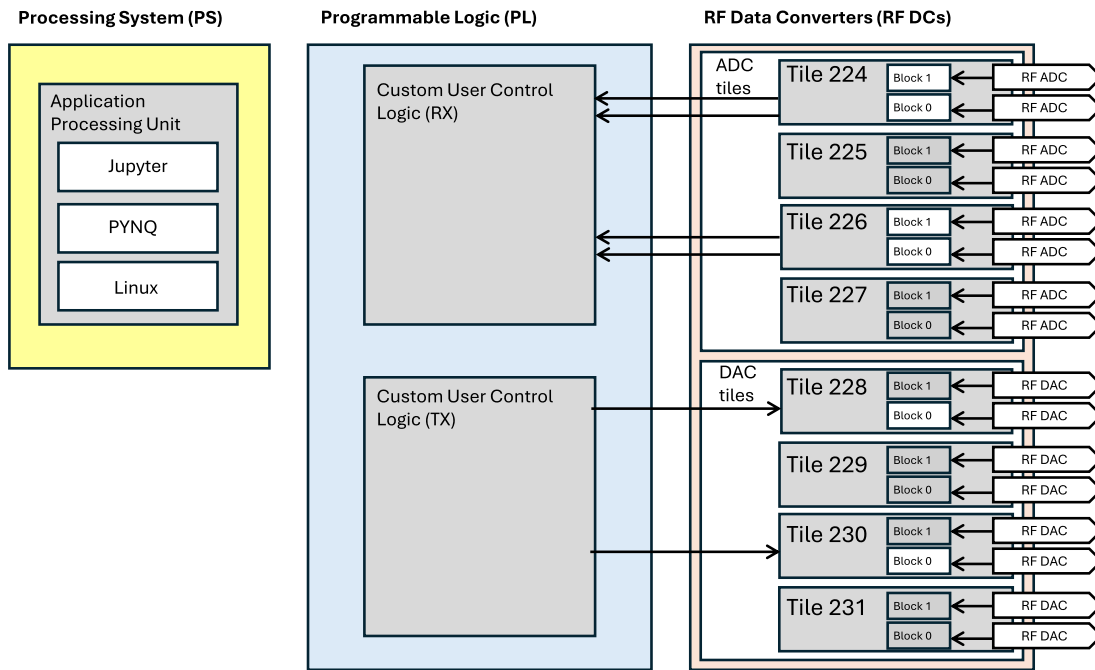 Processing System (PS)
Programmable Logic (PL)
RF Data Converters (RF DCs)
Application
Processing Unit
Jupyter
PYNQ
Linux
Custom User Control
Logic (RX)
Custom User Control
Logic (TX)
ADC
tiles
Tile 224
Block 1
RF ADC
Block 0
RF ADC
Tile 225
Block 1
RF ADC
Block 0
RF ADC
Tile 226
Block 1
RF ADC
Block 0
RF ADC
Tile 227
Block 1
RF ADC
Block 0
RF ADC
DAC
tiles
Tile 228
Block 1
RF DAC
Block 0
RF DAC
Tile 229
Block 1
RF DAC
Block 0
RF DAC
Tile 230
Block 1
RF DAC
Block 0
RF DAC
Tile 231
Block 1
RF DAC
Block 0
RF DAC